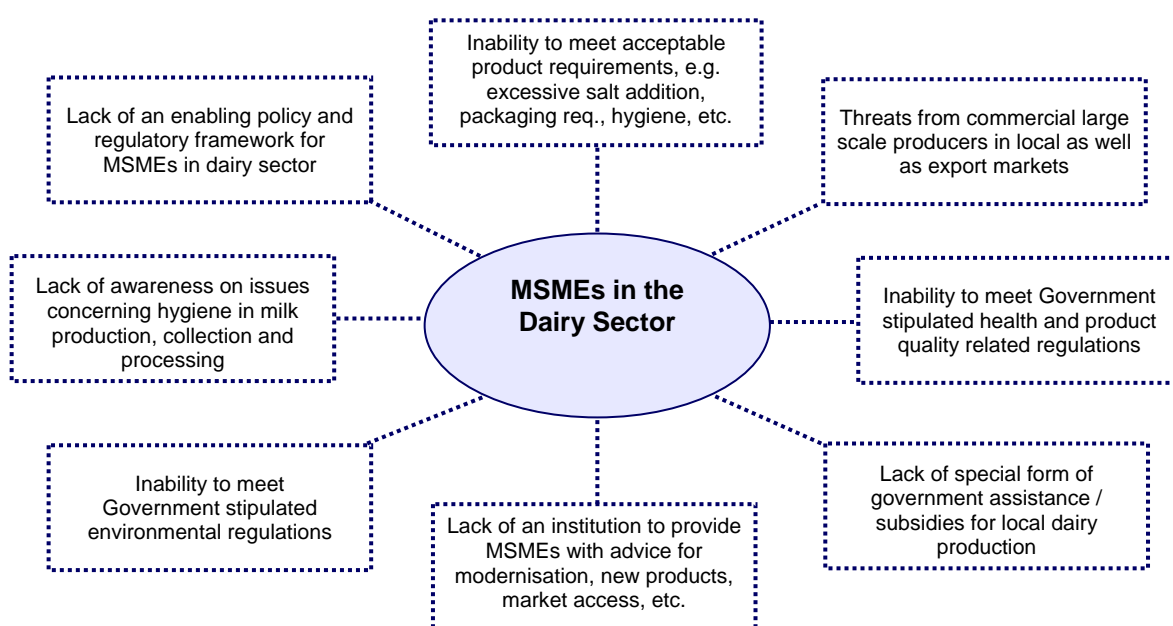 Inability to meet acceptable
product requirements, e.g.
excessive salt addition,
packaging req., hygiene, etc.
Lack of an enabling policy and
regulatory framework for
MSMEs in dairy sector
Threats from commercial large
scale producers in local as well
as export markets
Lack of awareness on issues
concerning hygiene in milk
production, collection and
processing
MSMEs in the
Dairy Sector
Inability to meet Government
stipulated health and product
quality related regulations
Inability to meet
Government stipulated
environmental regulations
Lack of an institution to provide
MSMEs with advice for
modernisation, new products,
market access, etc.
Lack of special form of
government assistance /
subsidies for local dairy
production